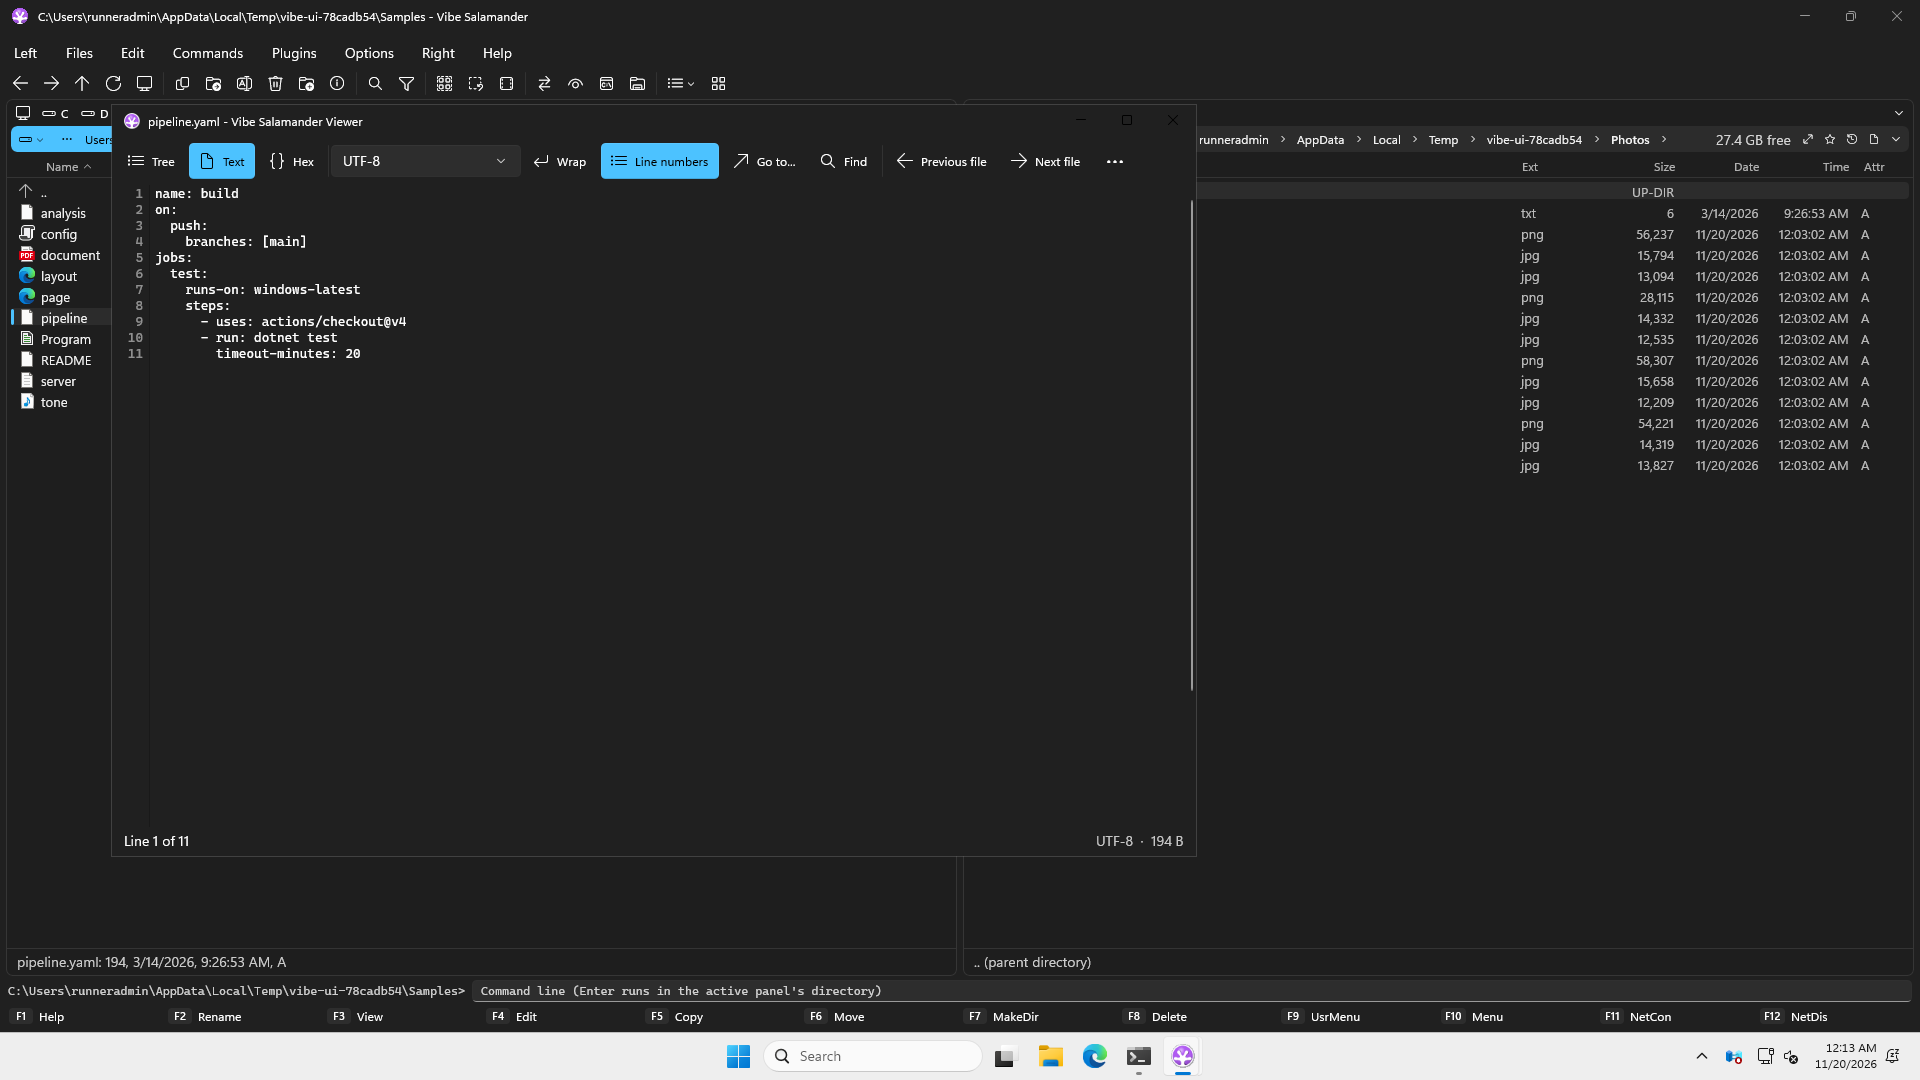 C:\Users\runneradmin\AppData\Local\Temp\vibe-ui-78cadb54\Samples - Vibe Salamander
Left Files Edit Commands Plugins Options Right Help
C D
pipeline.yaml - Vibe Salamander Viewer
Users
runneradmin > AppData > Local > Temp > vibe-ui-78cadb54 > Photos > 27.4 GB free
Tree Text Hex UTF-8 Wrap Line numbers Go to... Find Previous file Next file
Name
Ext Size Date Time Attr
..
analysis
config
document
layout
page
pipeline
Program
README
server
tone
1 name: build
2 on:
3 push:
4 branches: [main]
5 jobs:
6 test:
7 runs-on: windows-latest
8 steps:
9 - uses: actions/checkout@v4
10 - run: dotnet test
11 timeout-minutes: 20
Line 1 of 11 UTF-8 · 194 B
UP-DIR
txt 6 3/14/2026 9:26:53 AM A
png 56,237 11/20/2026 12:03:02 AM A
jpg 15,794 11/20/2026 12:03:02 AM A
jpg 13,094 11/20/2026 12:03:02 AM A
png 28,115 11/20/2026 12:03:02 AM A
jpg 14,332 11/20/2026 12:03:02 AM A
jpg 12,535 11/20/2026 12:03:02 AM A
png 58,307 11/20/2026 12:03:02 AM A
jpg 15,658 11/20/2026 12:03:02 AM A
jpg 12,209 11/20/2026 12:03:02 AM A
png 54,221 11/20/2026 12:03:02 AM A
jpg 14,319 11/20/2026 12:03:02 AM A
jpg 13,827 11/20/2026 12:03:02 AM A
pipeline.yaml: 194, 3/14/2026, 9:26:53 AM, A
.. (parent directory)
C:\Users\runneradmin\AppData\Local\Temp\vibe-ui-78cadb54\Samples> Command line (Enter runs in the active panel's directory)
F1 Help F2 Rename F3 View F4 Edit F5 Copy F6 Move F7 MakeDir F8 Delete F9 UsrMenu F10 Menu F11 NetCon F12 NetDis
Search
12:13 AM
11/20/2026